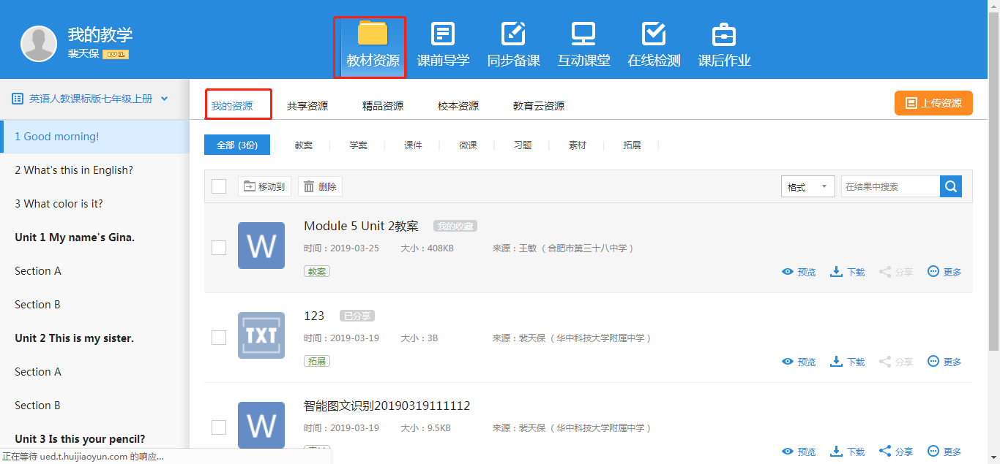 我的教学
裴天保 LV1
教材资源 课前导学 同步备课 互动课堂 在线检测 课后作业
英语人教课标版七年级上册
1 Good morning!
2 What's this in English?
3 What color is it?
Unit 1 My name's Gina.
Section A
Section B
Unit 2 This is my sister.
Section A
Section B
Unit 3 Is this your pencil?
正在等待 ued.t.huijiaoyun.com 的响应...
我的资源 共享资源 精品资源 校本资源 教育云资源 上传资源
全部 (3份) 教案 学案 课件 微课 习题 素材 拓展
移动到 删除 格式 在结果中搜索
W
Module 5 Unit 2教案 我的收藏
时间：2019-03-25 大小：408KB 来源：王敏（合肥市第三十八中学）
教案
预览 下载 分享 更多
TXT
123 已分享
时间：2019-03-19 大小：3B 来源：裴天保（华中科技大学附属中学）
拓展
预览 下载 分享 更多
W
智能图文识别20190319111112
时间：2019-03-19 大小：9.5KB 来源：裴天保（华中科技大学附属中学）
预览 下载 分享 更多